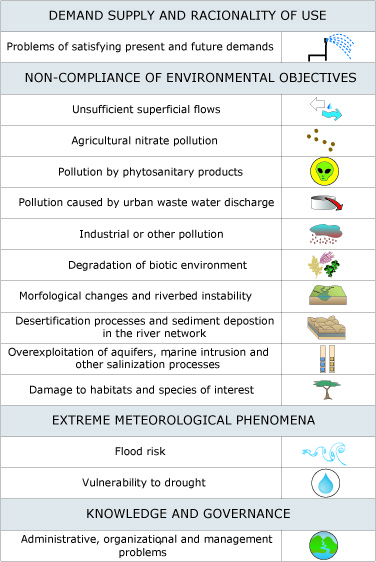 DEMAND SUPPLY AND RACIONALITY OF USE
Problems of satisfying present and future demands
NON-COMPLIANCE OF ENVIRONMENTAL OBJECTIVES
Unsufficient superficial flows
Agricultural nitrate pollution
Pollution by phytosanitary products
Pollution caused by urban waste water discharge
Industrial or other pollution
Degradation of biotic environment
Morfological changes and riverbed instability
Desertification processes and sediment depostion
in the river network
Overexploitation of aquifers, marine intrusion and
other salinization processes
Damage to habitats and species of interest
EXTREME METEOROLOGICAL PHENOMENA
Flood risk
Vulnerability to drought
KNOWLEDGE AND GOVERNANCE
Administrative, organizational and management
problems